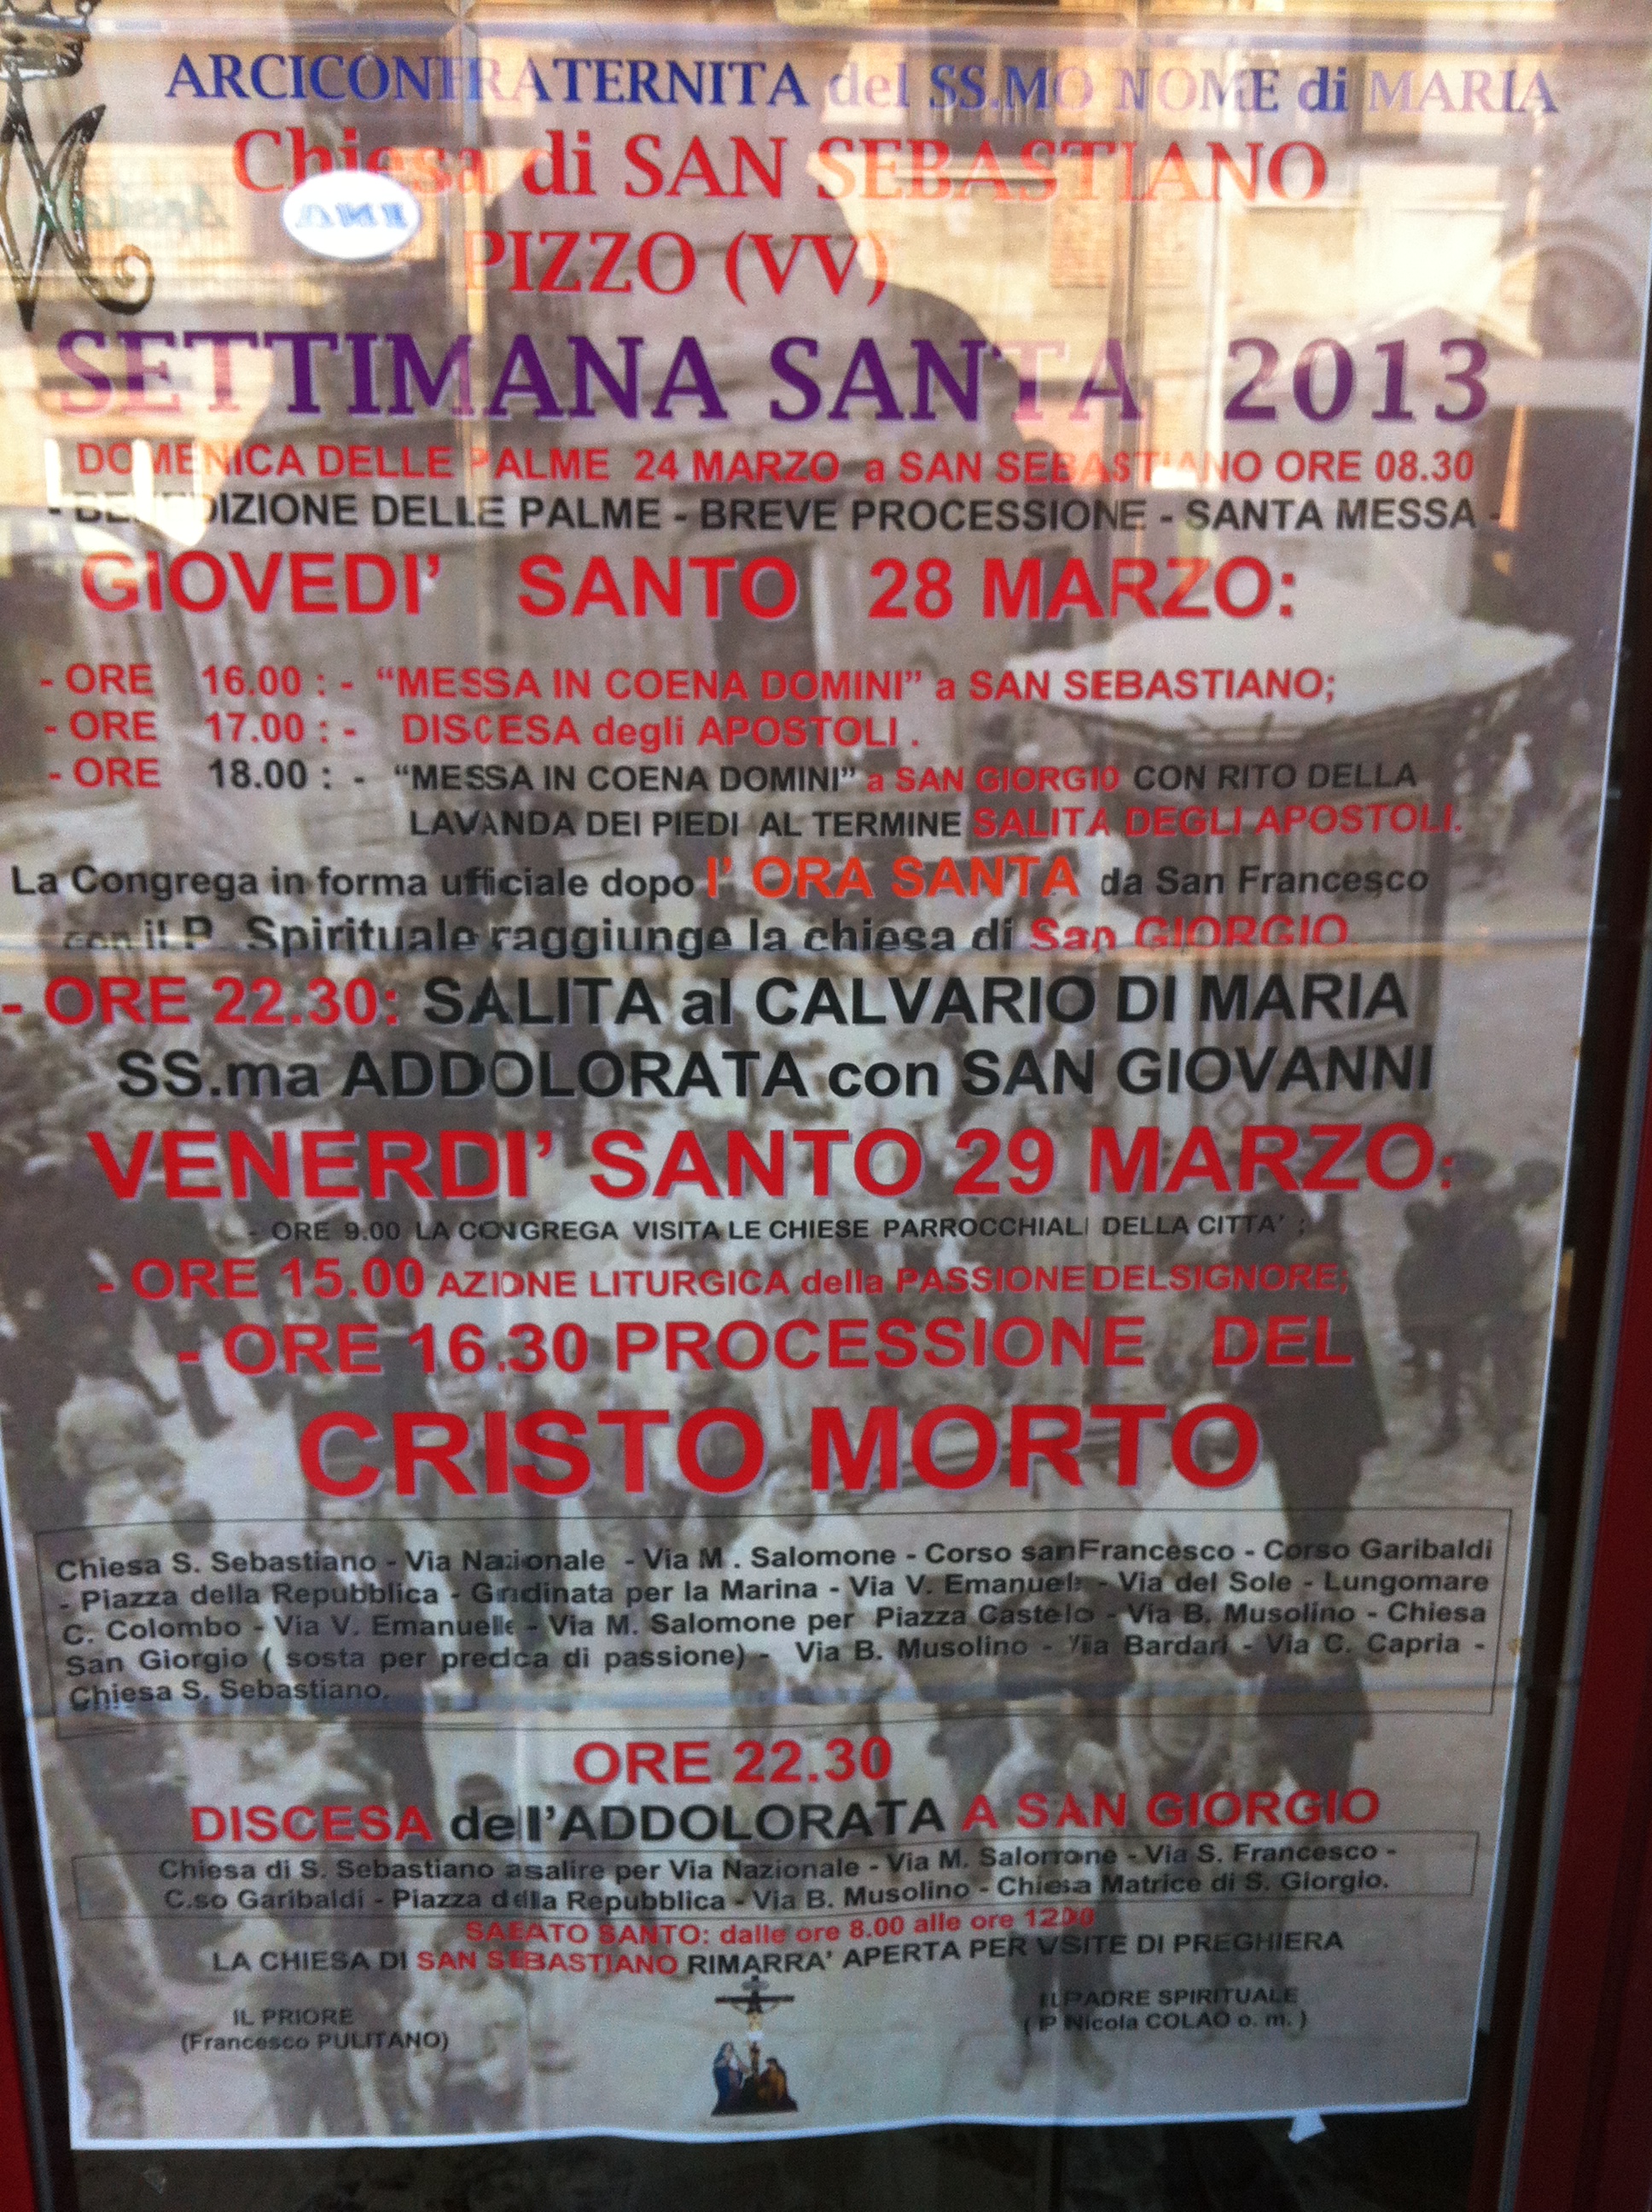 ARCICONFRATERNITA del SS.MO NOME di MARIA
Chiesa di SAN SEBASTIANO
PIZZO (VV)
SETTIMANA SANTA 2013
DOMENICA DELLE PALME 24 MARZO a SAN SEBASTIANO ORE 08.30
- BENEDIZIONE DELLE PALME - BREVE PROCESSIONE - SANTA MESSA -
GIOVEDI' SANTO 28 MARZO:
- ORE 16.00 : - "MESSA IN COENA DOMINI" a SAN SEBASTIANO;
- ORE 17.00 : - DISCESA degli APOSTOLI .
- ORE 18.00 : - "MESSA IN COENA DOMINI" a SAN GIORGIO CON RITO DELLA
LAVANDA DEI PIEDI AL TERMINE SALITA DEGLI APOSTOLI.
La Congrega in forma ufficiale dopo l' ORA SANTA da San Francesco
con il P. Spirituale raggiunge la chiesa di San GIORGIO
- ORE 22.30: SALITA al CALVARIO DI MARIA
SS.ma ADDOLORATA con SAN GIOVANNI
VENERDI' SANTO 29 MARZO:
- ORE 9.00 LA CONGREGA VISITA LE CHIESE PARROCCHIALI DELLA CITTA' ;
- ORE 15.00 AZIONE LITURGICA della PASSIONE DELSIGNORE;
- ORE 16.30 PROCESSIONE DEL
CRISTO MORTO
Chiesa S. Sebastiano - Via Nazionale - Via M . Salomone - Corso sanFrancesco - Corso Garibaldi
- Piazza della Repubblica - Gradinata per la Marina - Via V. Emanuele - Via del Sole - Lungomare
C. Colombo - Via V. Emanuelle - Via M. Salomone per Piazza Castelo - Via B. Musolino - Chiesa
San Giorgio ( sosta per predica di passione) - Via B. Musolino - Via Bardari - Via C. Capria -
Chiesa S. Sebastiano.
ORE 22.30
DISCESA dell'ADDOLORATA A SAN GIORGIO
Chiesa di S. Sebastiano a salire per Via Nazionale - Via M. Salomone - Via S. Francesco -
C.so Garibaldi - Piazza della Repubblica - Via B. Musolino - Chiesa Matrice di S. Giorgio.
SABATO SANTO: dalle ore 8.00 alle ore 12.00
LA CHIESA DI SAN SEBASTIANO RIMARRA' APERTA PER VISITE DI PREGHIERA
IL PRIORE
(Francesco PULITANO)
IL PADRE SPIRITUALE
( P Nicola COLAO o. m. )